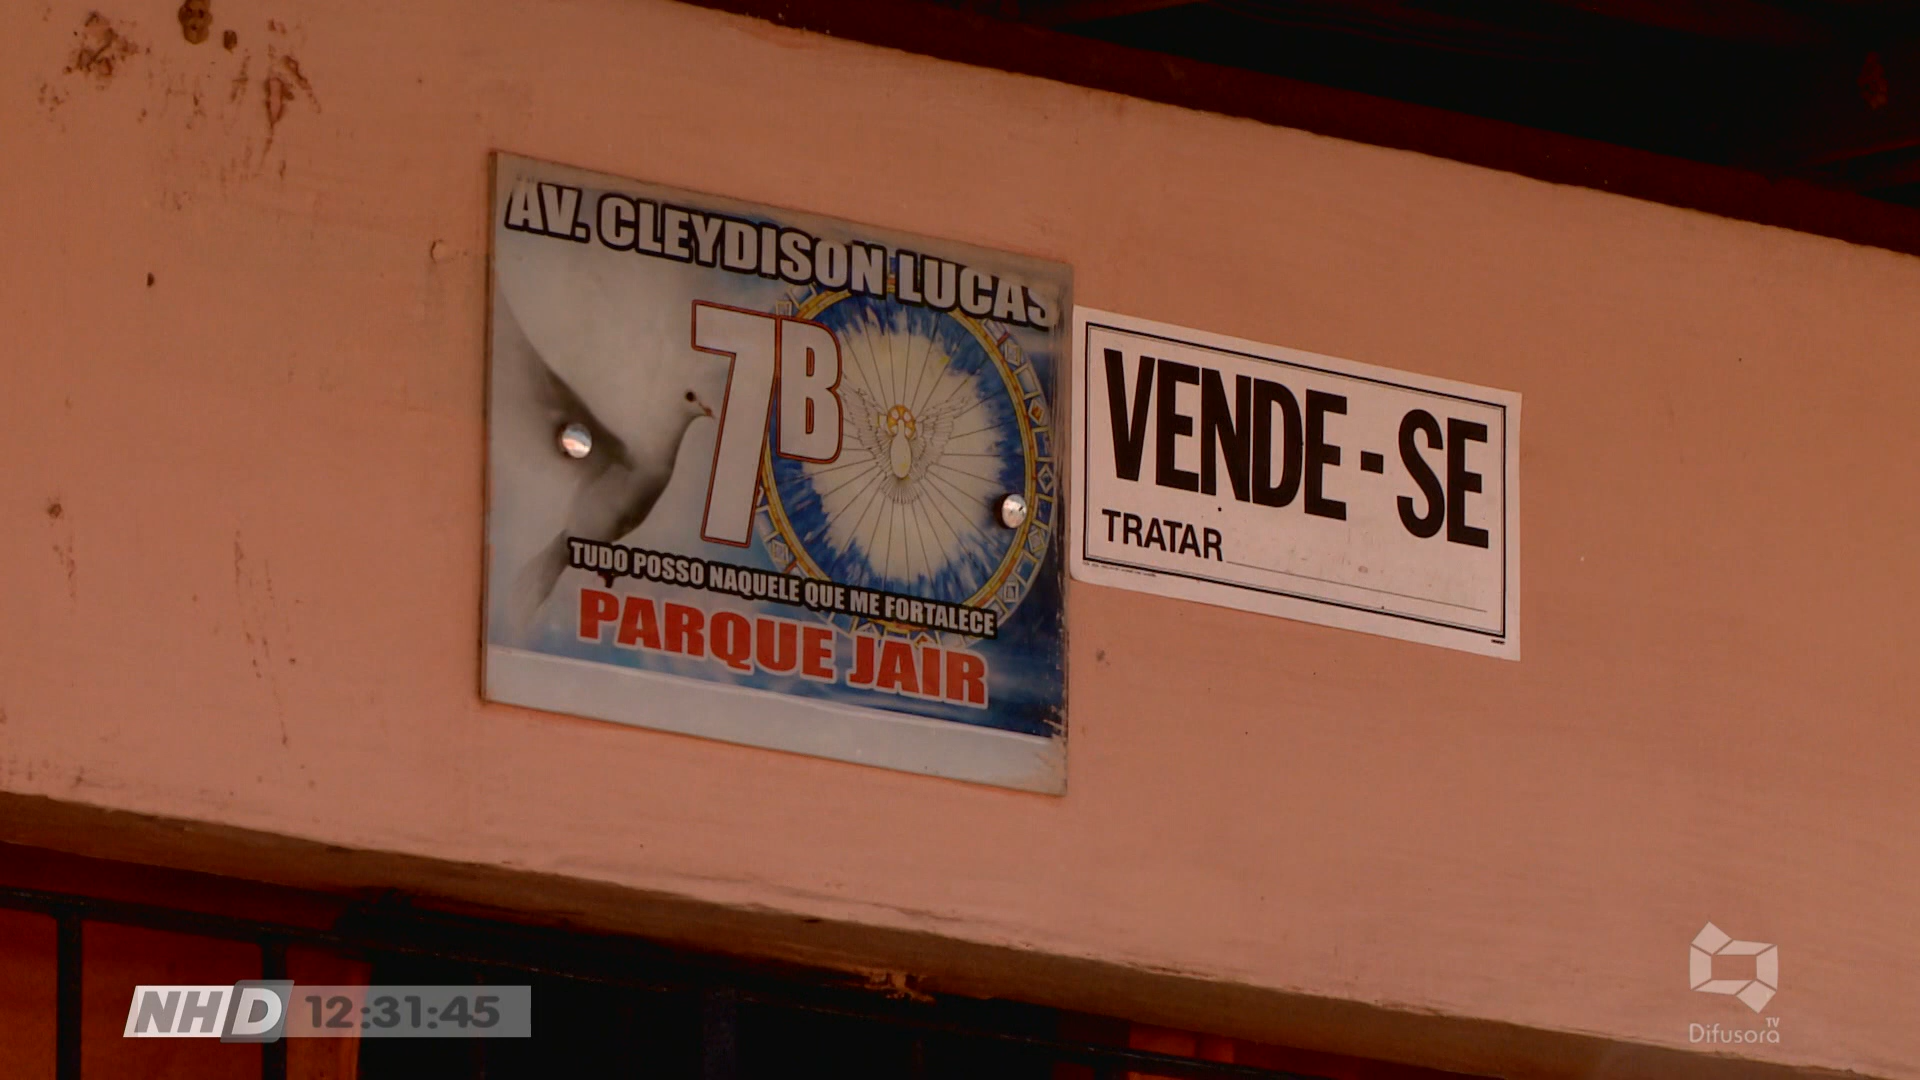 AV. CLEYDISON LUCAS
7B
TUDO POSSO NAQUELE QUE ME FORTALECE
PARQUE JAIR
VENDE-SE
TRATAR
NHD 12:31:45
TV
Difusora